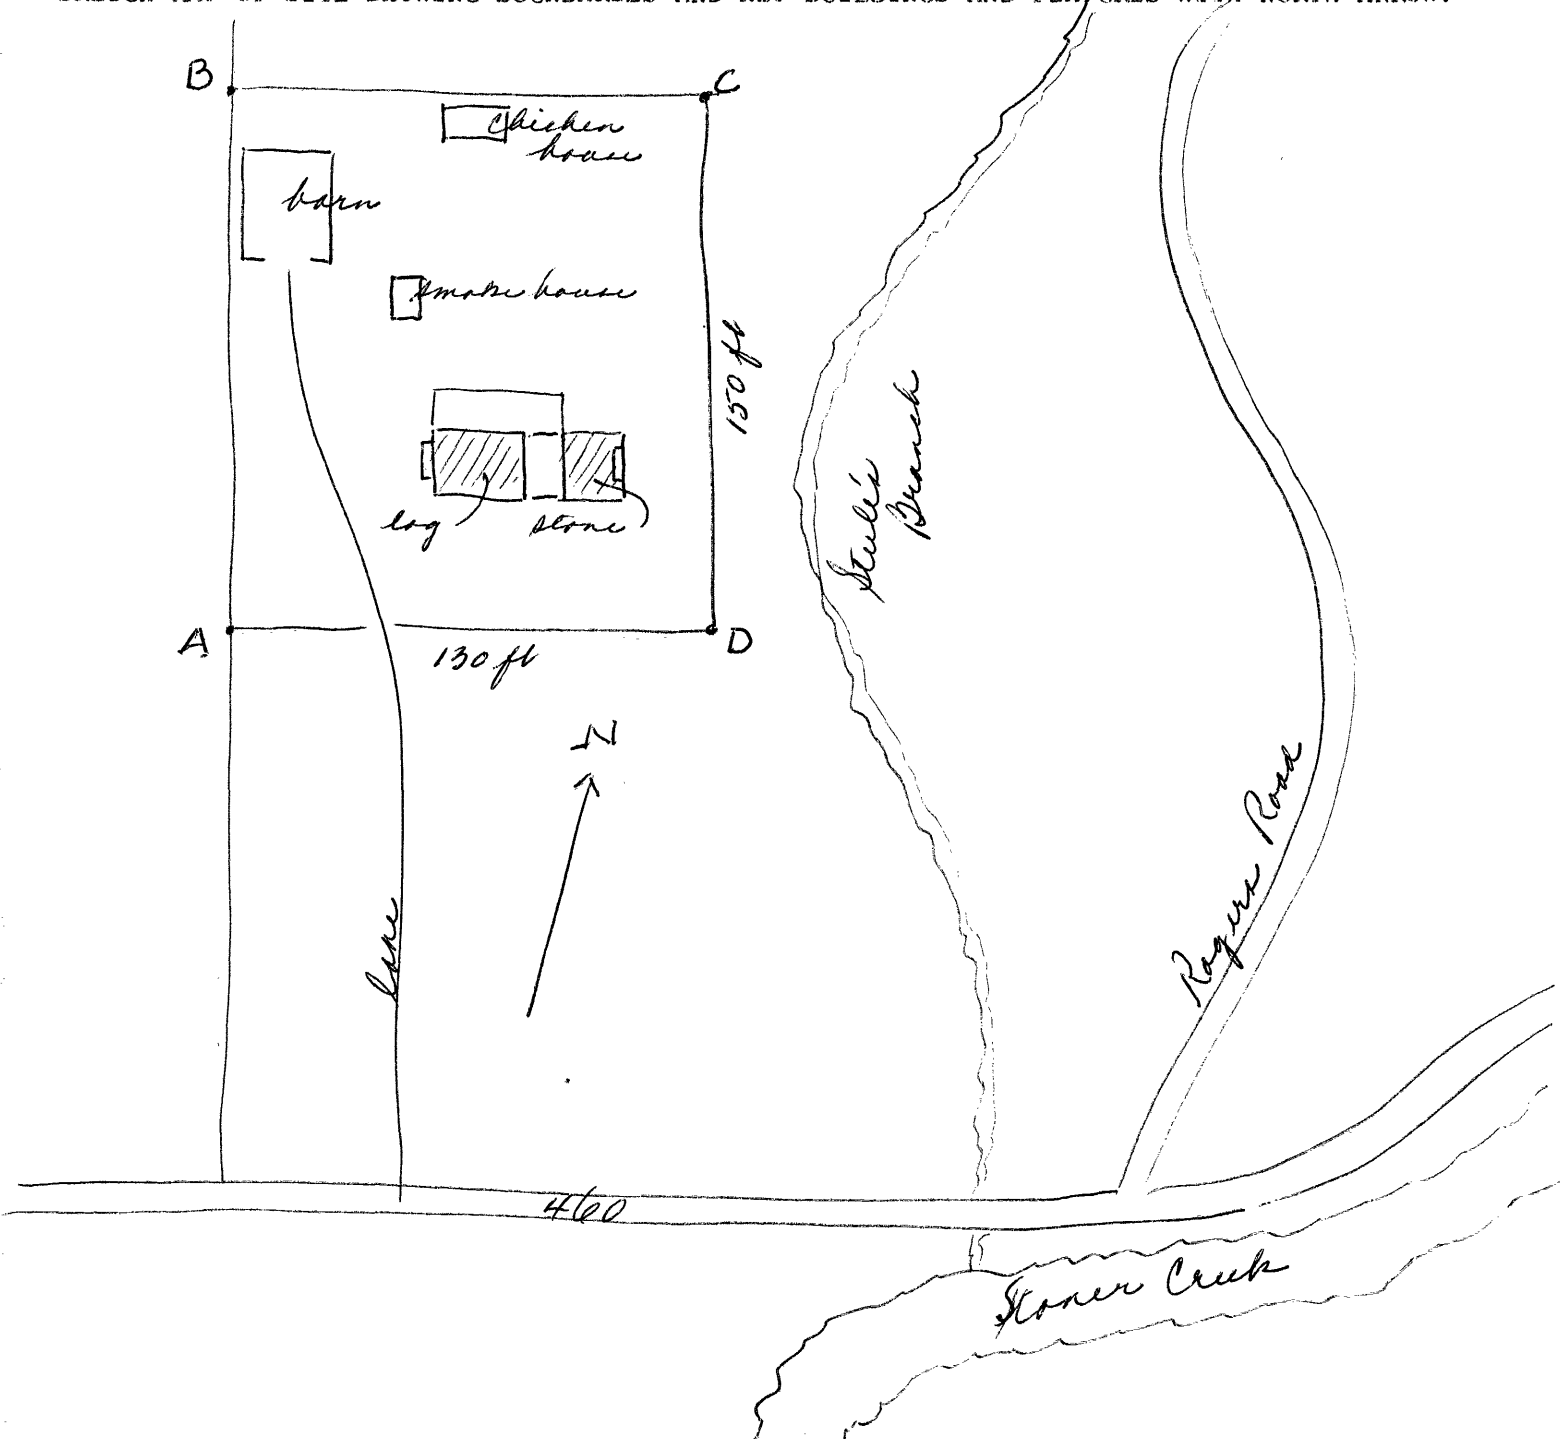 B
C
chicken
house
barn
smoke house
150 ft
log
stone
A
D
130 ft
N
Steele's
Branch
lane
Rogers Road
460
Stoner Creek